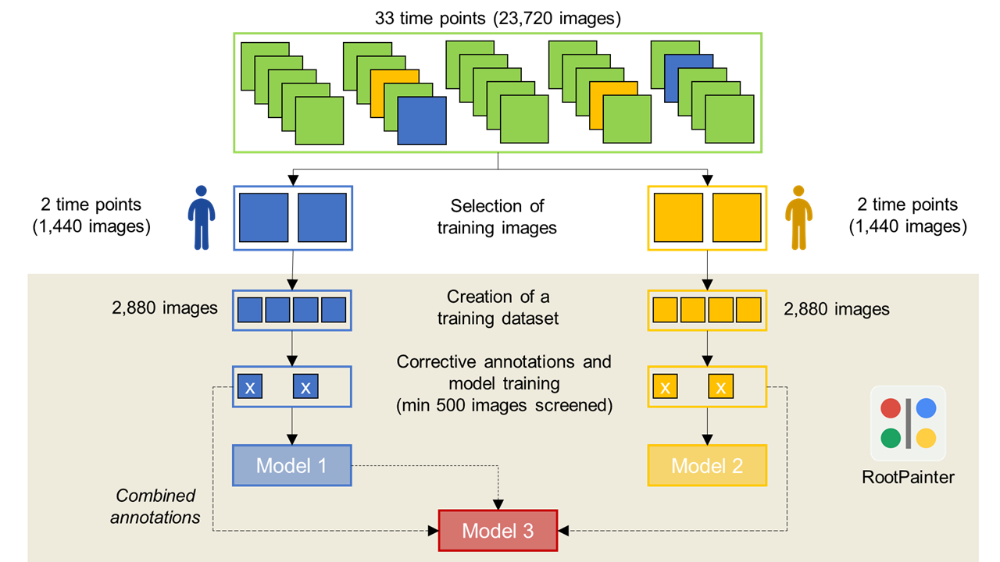 33 time points (23,720 images)
2 time points
(1,440 images)
Selection of
training images
2 time points
(1,440 images)
2,880 images
Creation of a
training dataset
2,880 images
Corrective annotations and
model training
(min 500 images screened)
x x
x x
Model 1
Model 2
RootPainter
Combined
annotations
Model 3